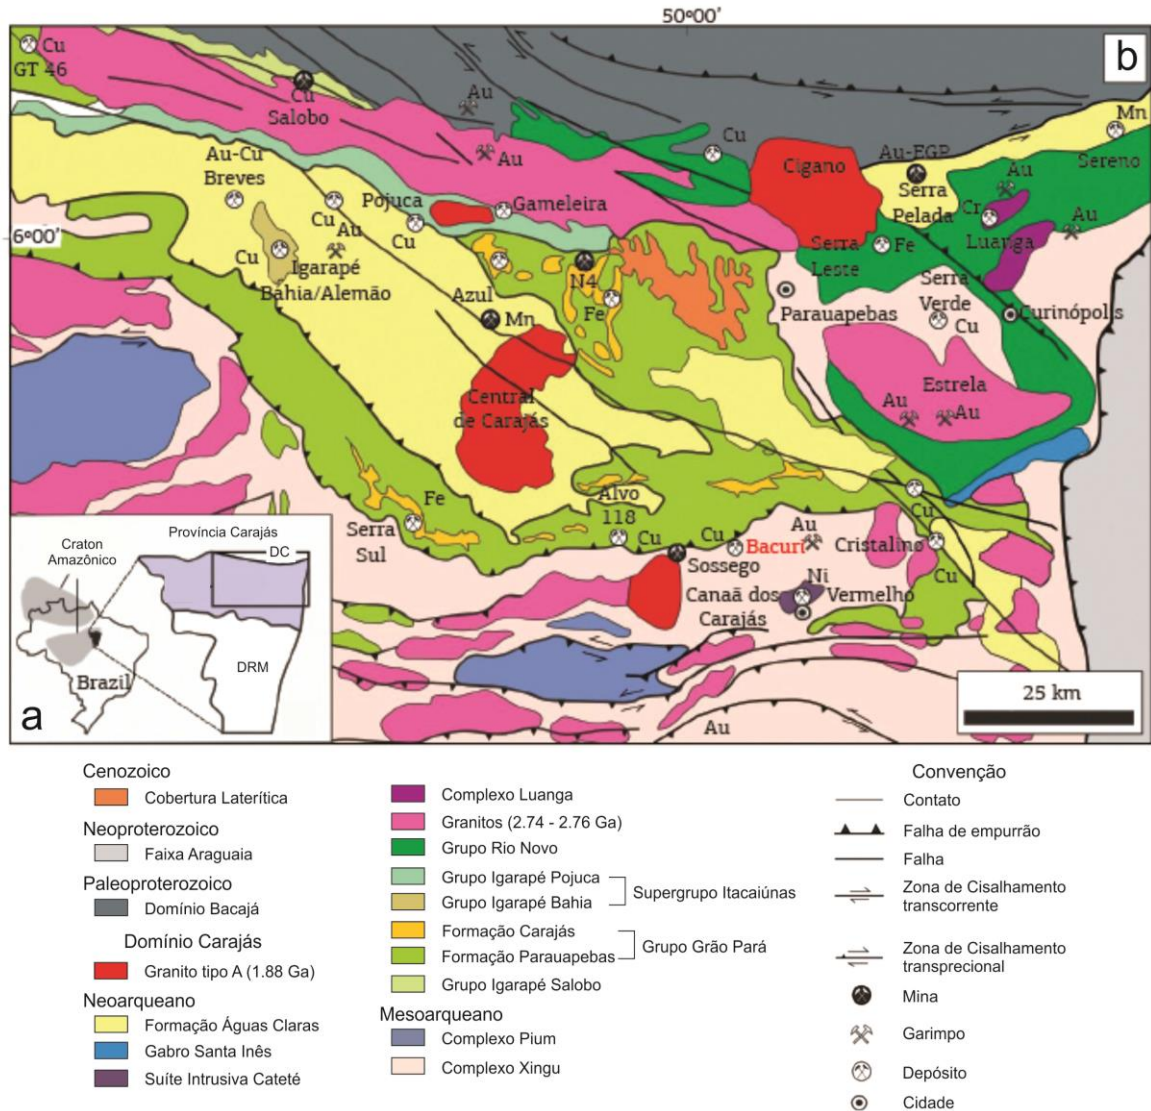 50°00'
b
Cu
GT 46
Cu
Salobo
Au
Au
Cu
Mn
Cigano
Au-EGP
Serra
Pelada
Sereno
Au
Cr
Luanga
Au
Au-Cu
Breves
Cu
Au
Pojuca
Cu
Gameleira
6°00'
Cu
Igarapé
Bahia/Alemão
N4
Fe
Serra
Leste
Fe
Azul
Mn
Parauapebas
Serra
Verde
Cu
Curinópolis
Central
de Carajás
Estrela
Au
Au
Fe
Serra
Sul
Alvo
118
Cu
Cu
Sossego
Bacuri
Au
Cristalino
Cu
Cu
Ni
Canaã dos
Carajás
Vermelho
Au
25 km
Província Carajás
DC
Craton
Amazônico
DRM
Brazil
a
Cenozoico
Cobertura Laterítica
Neoproterozoico
Faixa Araguaia
Paleoproterozoico
Domínio Bacajá
Domínio Carajás
Granito tipo A (1.88 Ga)
Neoarqueano
Formação Águas Claras
Gabro Santa Inês
Suíte Intrusiva Cateté
Complexo Luanga
Granitos (2.74 - 2.76 Ga)
Grupo Rio Novo
Grupo Igarapé Pojuca
Grupo Igarapé Bahia
Supergrupo Itacaiúnas
Formação Carajás
Formação Parauapebas
Grupo Grão Pará
Grupo Igarapé Salobo
Mesoarqueano
Complexo Pium
Complexo Xingu
Convenção
Contato
Falha de empurrão
Falha
Zona de Cisalhamento
transcorrente
Zona de Cisalhamento
transprecional
Mina
Garimpo
Depósito
Cidade